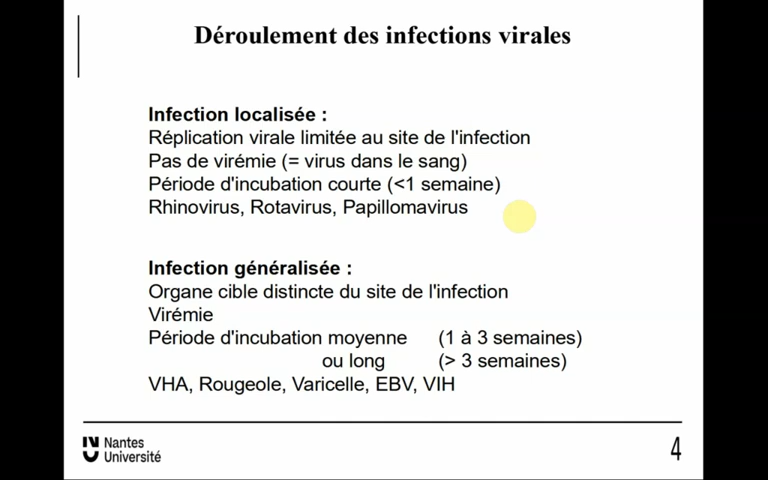 Déroulement des infections virales
Infection localisée :
Réplication virale limitée au site de l'infection
Pas de virémie (= virus dans le sang)
Période d'incubation courte (<1 semaine)
Rhinovirus, Rotavirus, Papillomavirus
Infection généralisée :
Organe cible distincte du site de l'infection
Virémie
Période d'incubation moyenne (1 à 3 semaines)
ou long (> 3 semaines)
VHA, Rougeole, Varicelle, EBV, VIH
Nantes
Université
4